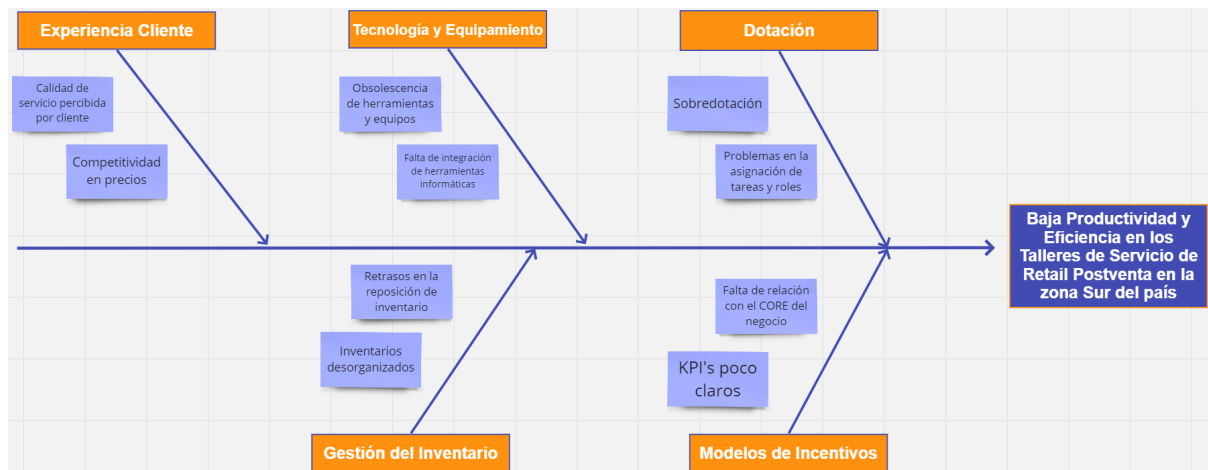 Experiencia Cliente
Tecnología y Equipamiento
Dotación
Calidad de
servicio percibida
por cliente
Competitividad
en precios
Obsolescencia
de herramientas
y equipos
Falta de integración
de herramientas
informáticas
Sobredotación
Problemas en la
asignación de
tareas y roles
Baja Productividad y
Eficiencia en los
Talleres de Servicio de
Retail Postventa en la
zona Sur del país
Retrasos en la
reposición de
inventario
Inventarios
desorganizados
Falta de relación
con el CORE del
negocio
KPI's poco
claros
Gestión del Inventario
Modelos de Incentivos